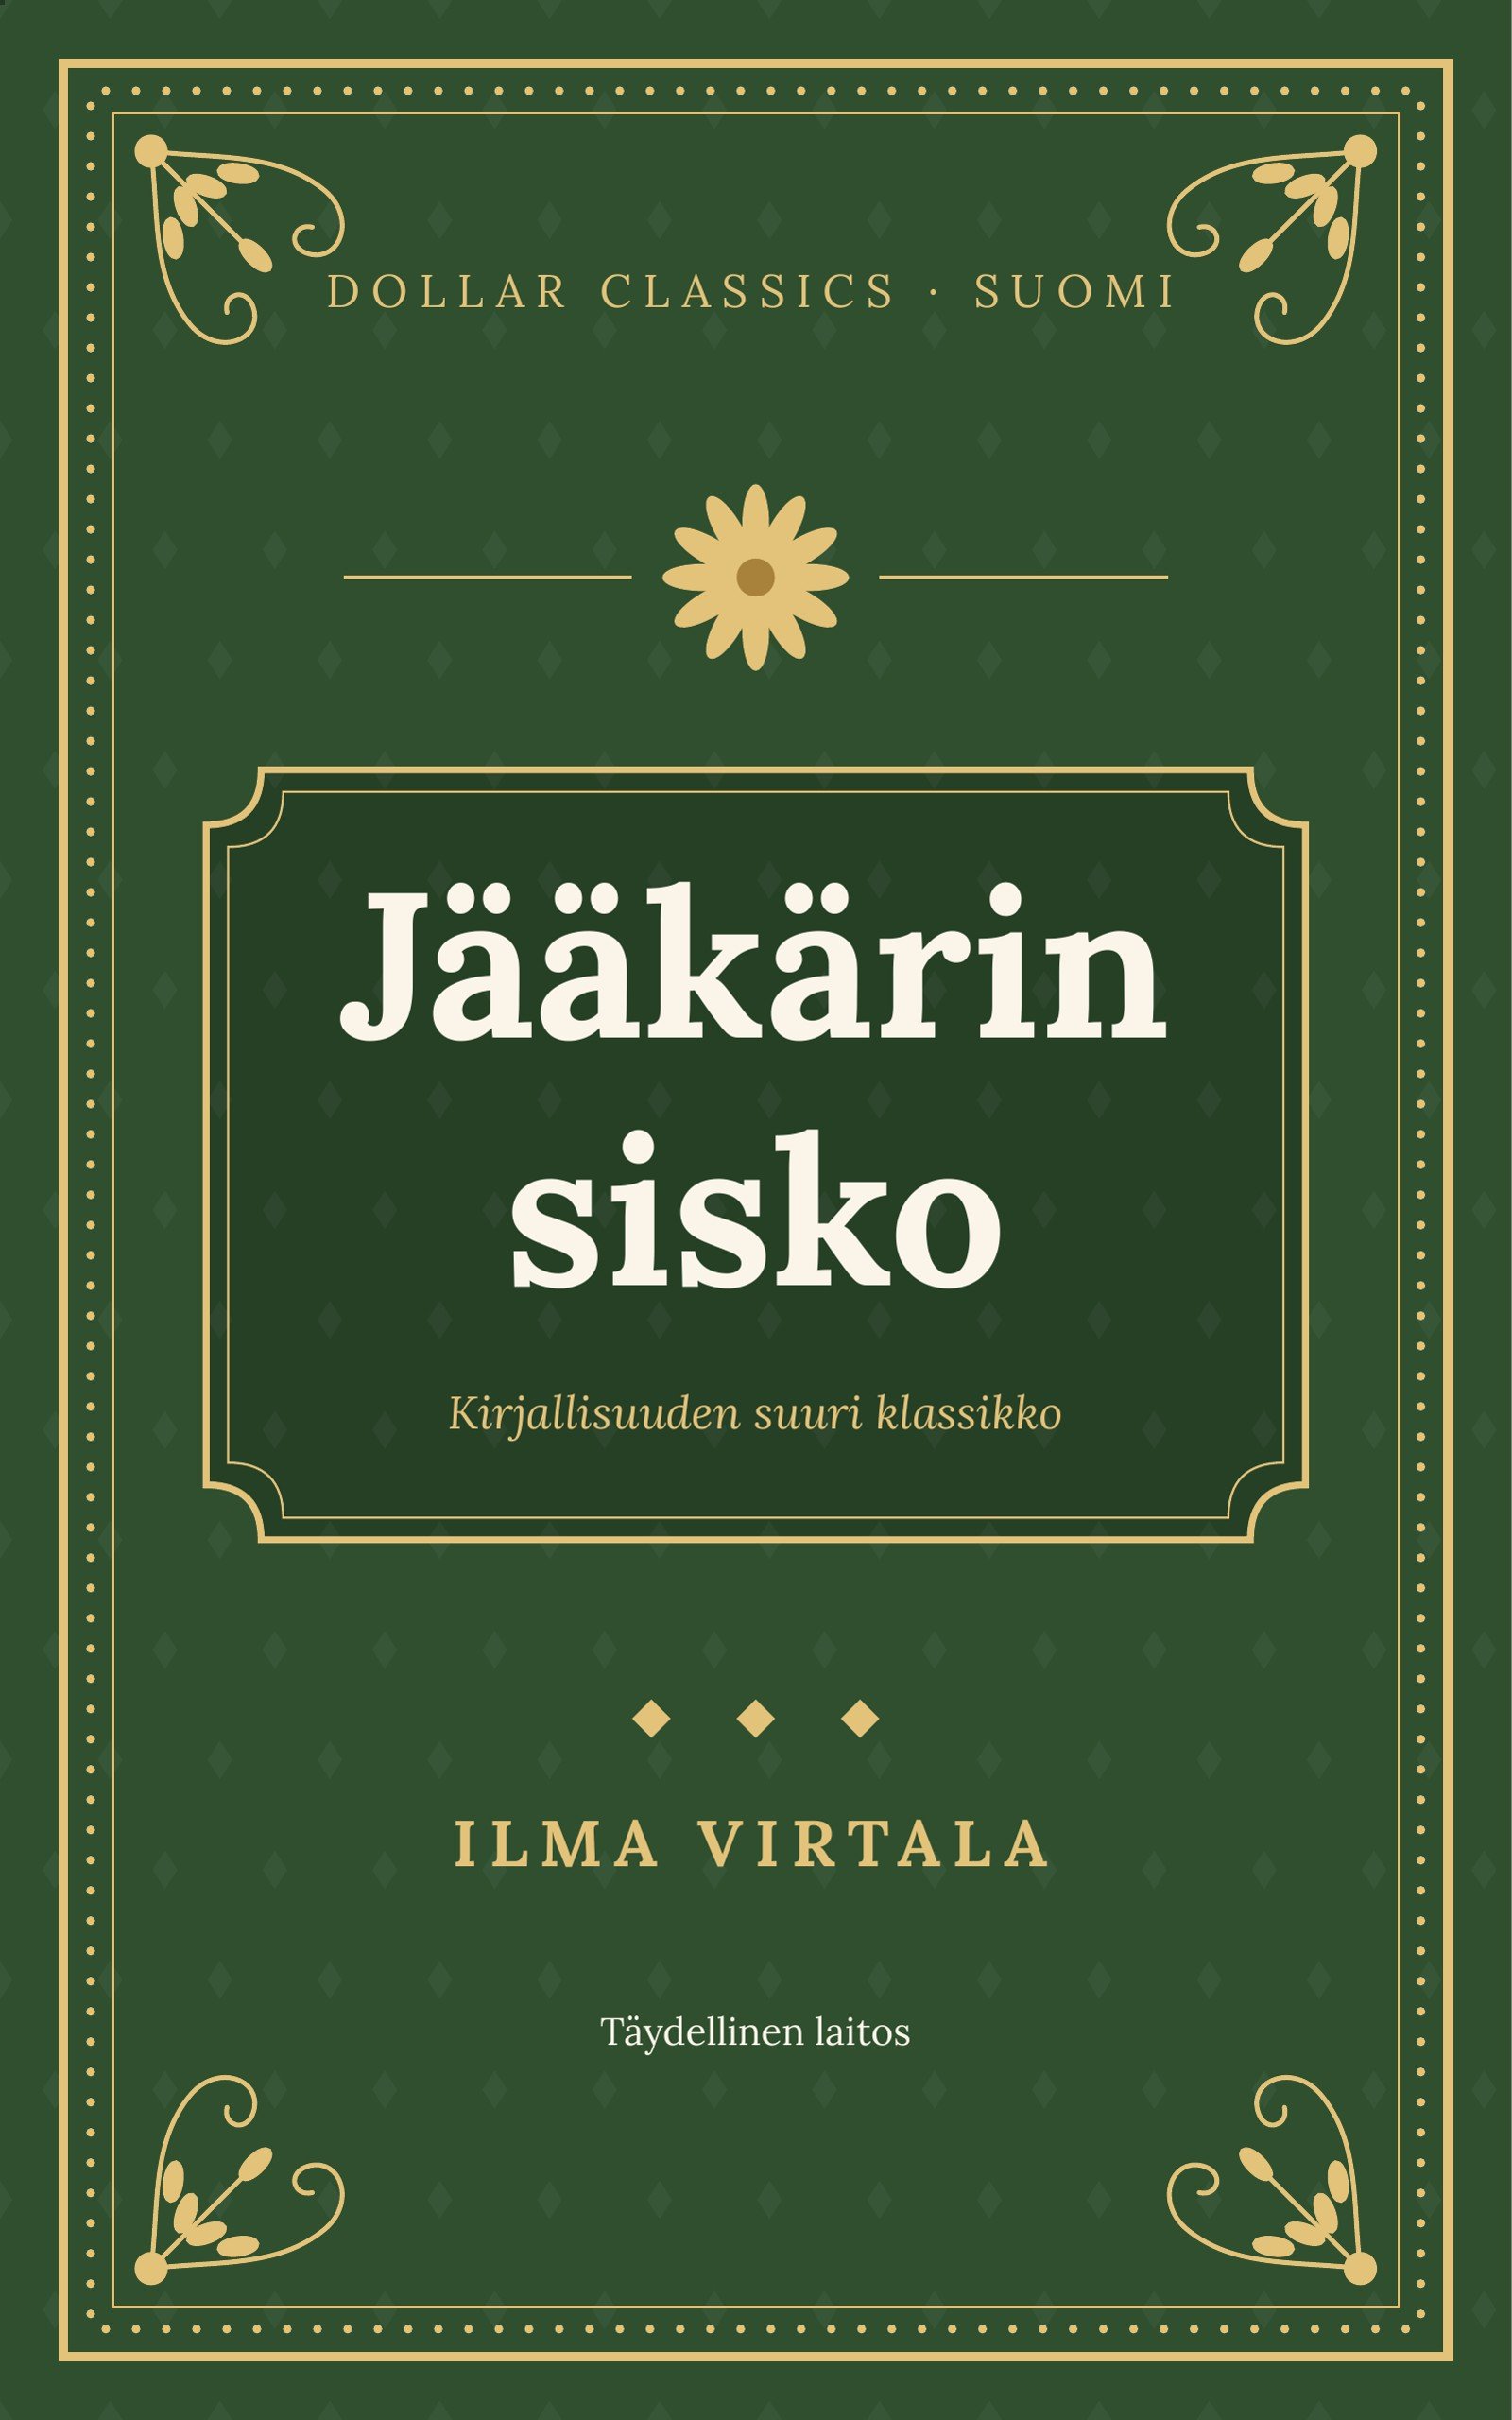 DOLLAR CLASSICS · SUOMI
Jääkärin
sisko
Kirjallisuuden suuri klassikko
ILMA VIRTALA
Täydellinen laitos